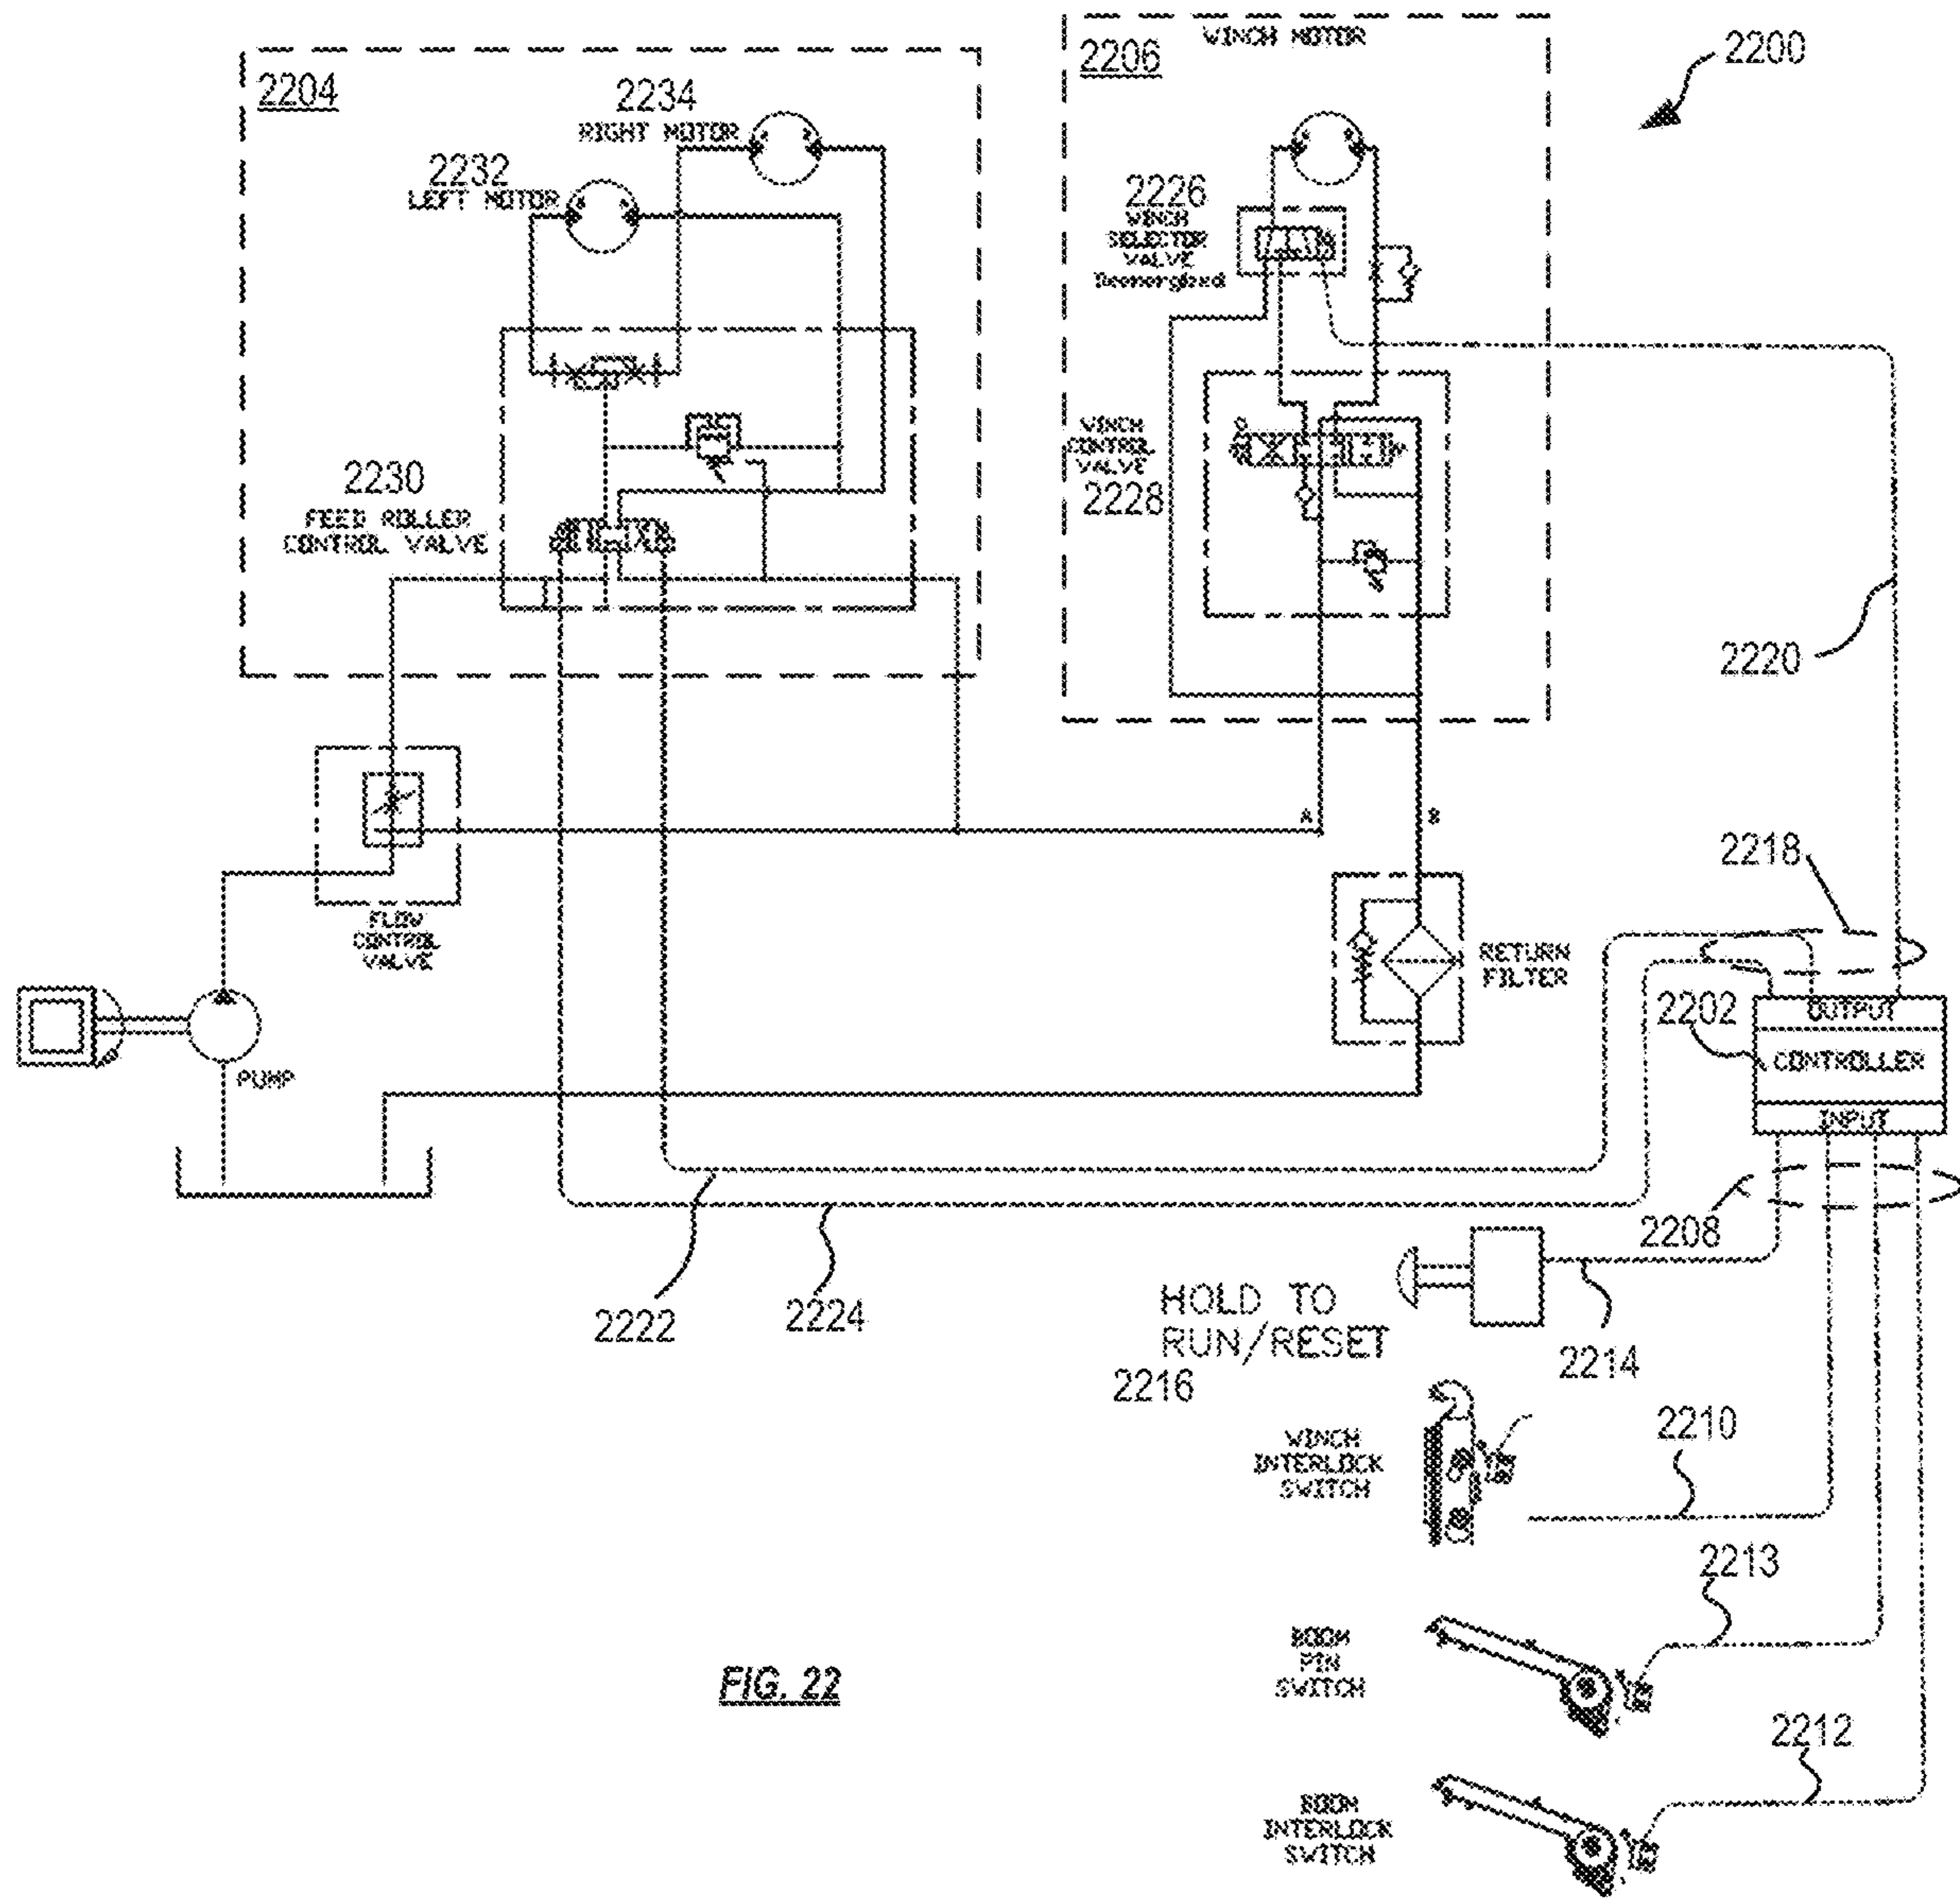 2200
2204
2234
RIGHT MOTOR
2232
LEFT MOTOR
2230
FEED ROLLER
CONTROL VALVE
WINCH MOTOR
2206
2226
WINCH
SELECTOR
VALVE
Deenergized
WINCH
CONTROL
VALVE
2228
2220
A
B
FLOW
CONTROL
VALVE
PUMP
RETURN
FILTER
2218
2202
OUTPUT
CONTROLLER
INPUT
2208
2222
2224
HOLD TO
RUN/RESET
2216
2214
WINCH
INTERLOCK
SWITCH
2210
2213
BOOM
PIN
SWITCH
2212
BOOM
INTERLOCK
SWITCH
FIG. 22